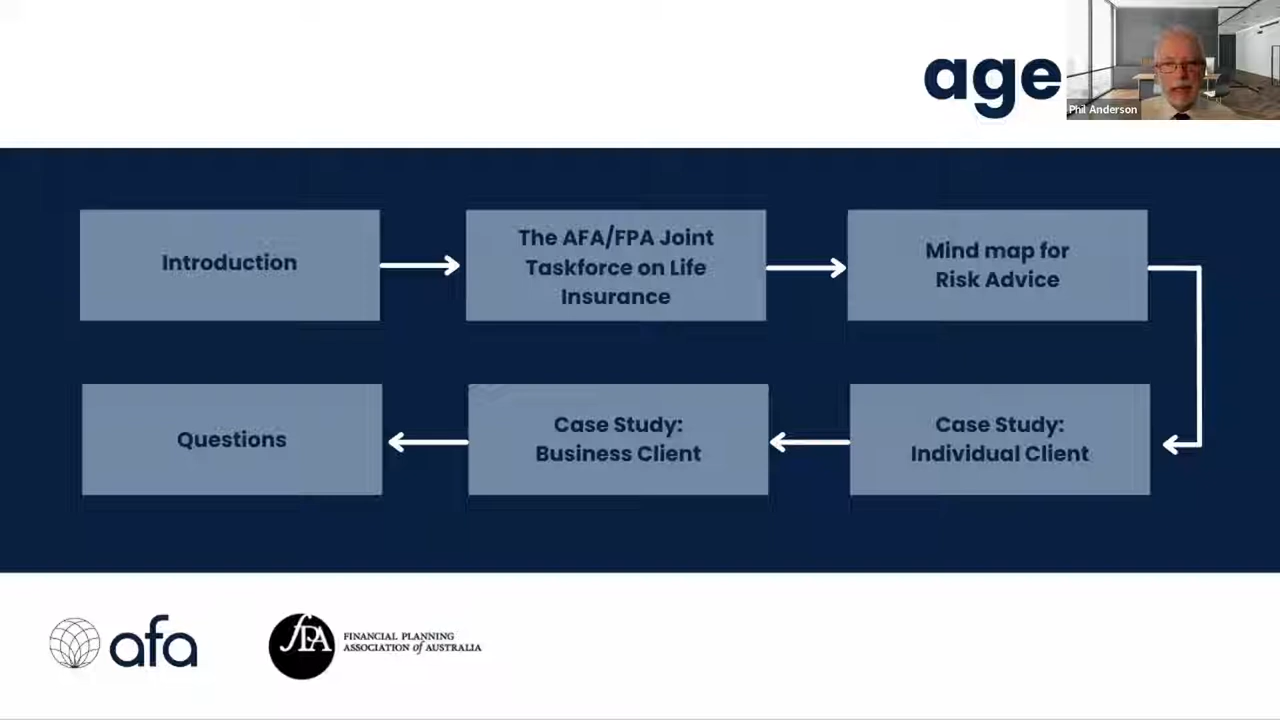 age
Phil Anderson
Introduction
The AFA/FPA Joint
Taskforce on Life
Insurance
Mind map for
Risk Advice
Case Study:
Individual Client
Case Study:
Business Client
Questions
afa
FPA
FINANCIAL PLANNING
ASSOCIATION of AUSTRALIA